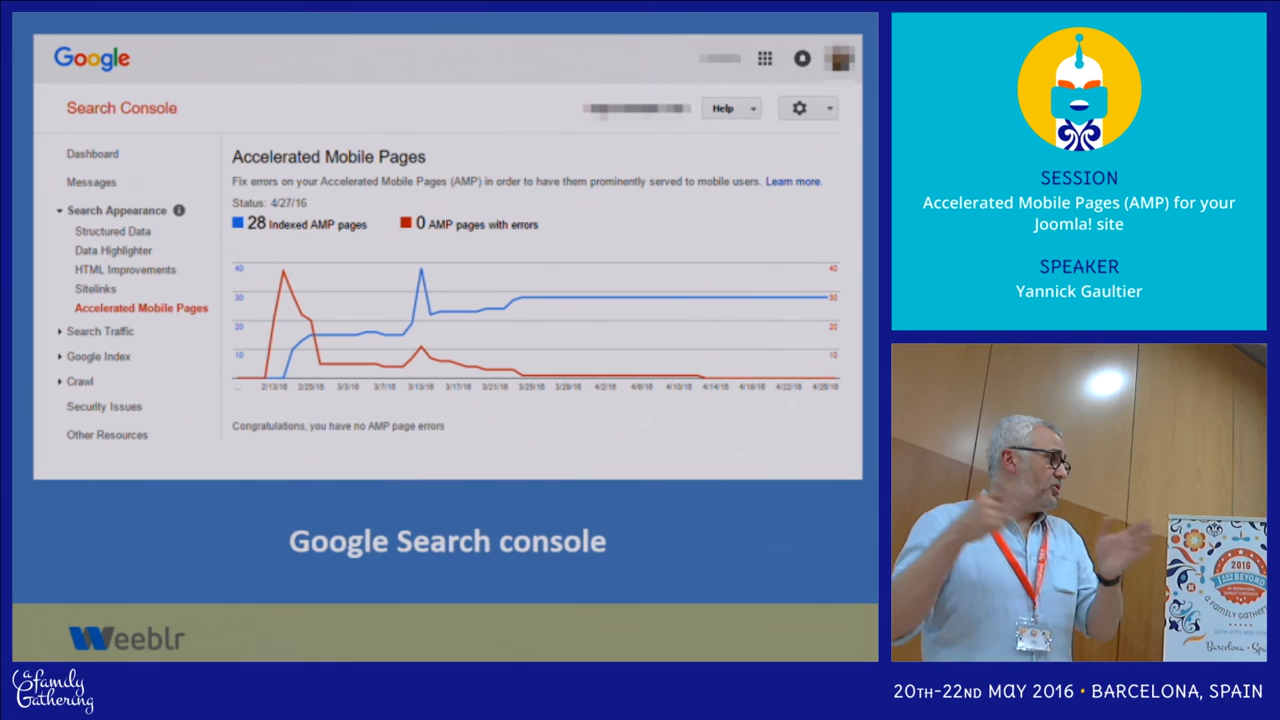 Google
Search Console
Help
Dashboard
Messages
Search Appearance
Structured Data
Data Highlighter
HTML Improvements
Sitelinks
Accelerated Mobile Pages
Search Traffic
Google Index
Crawl
Security Issues
Other Resources
Accelerated Mobile Pages
Fix errors on your Accelerated Mobile Pages (AMP) in order to have them prominently served to mobile users. Learn more.
Status: 4/27/16
28 Indexed AMP pages 0 AMP pages with errors
40 40
30 30
20 20
10 10
2/13/16 2/25/16 3/3/16 3/7/16 3/13/16 3/17/16 3/21... 3/25/16 3/29/16 4/2/16 4/6/16 4/10/16 4/14/16 4/18/16 4/22/16 4/26/16
Congratulations, you have no AMP page errors
Google Search console
Weeblr
SESSION
Accelerated Mobile Pages (AMP) for your
Joomla! site
SPEAKER
Yannick Gaultier
2016
J AND BEYOND
a family Gathering
Barcelona
a family
Gathering
20TH-22ND MAY 2016 • BARCELONA, SPAIN